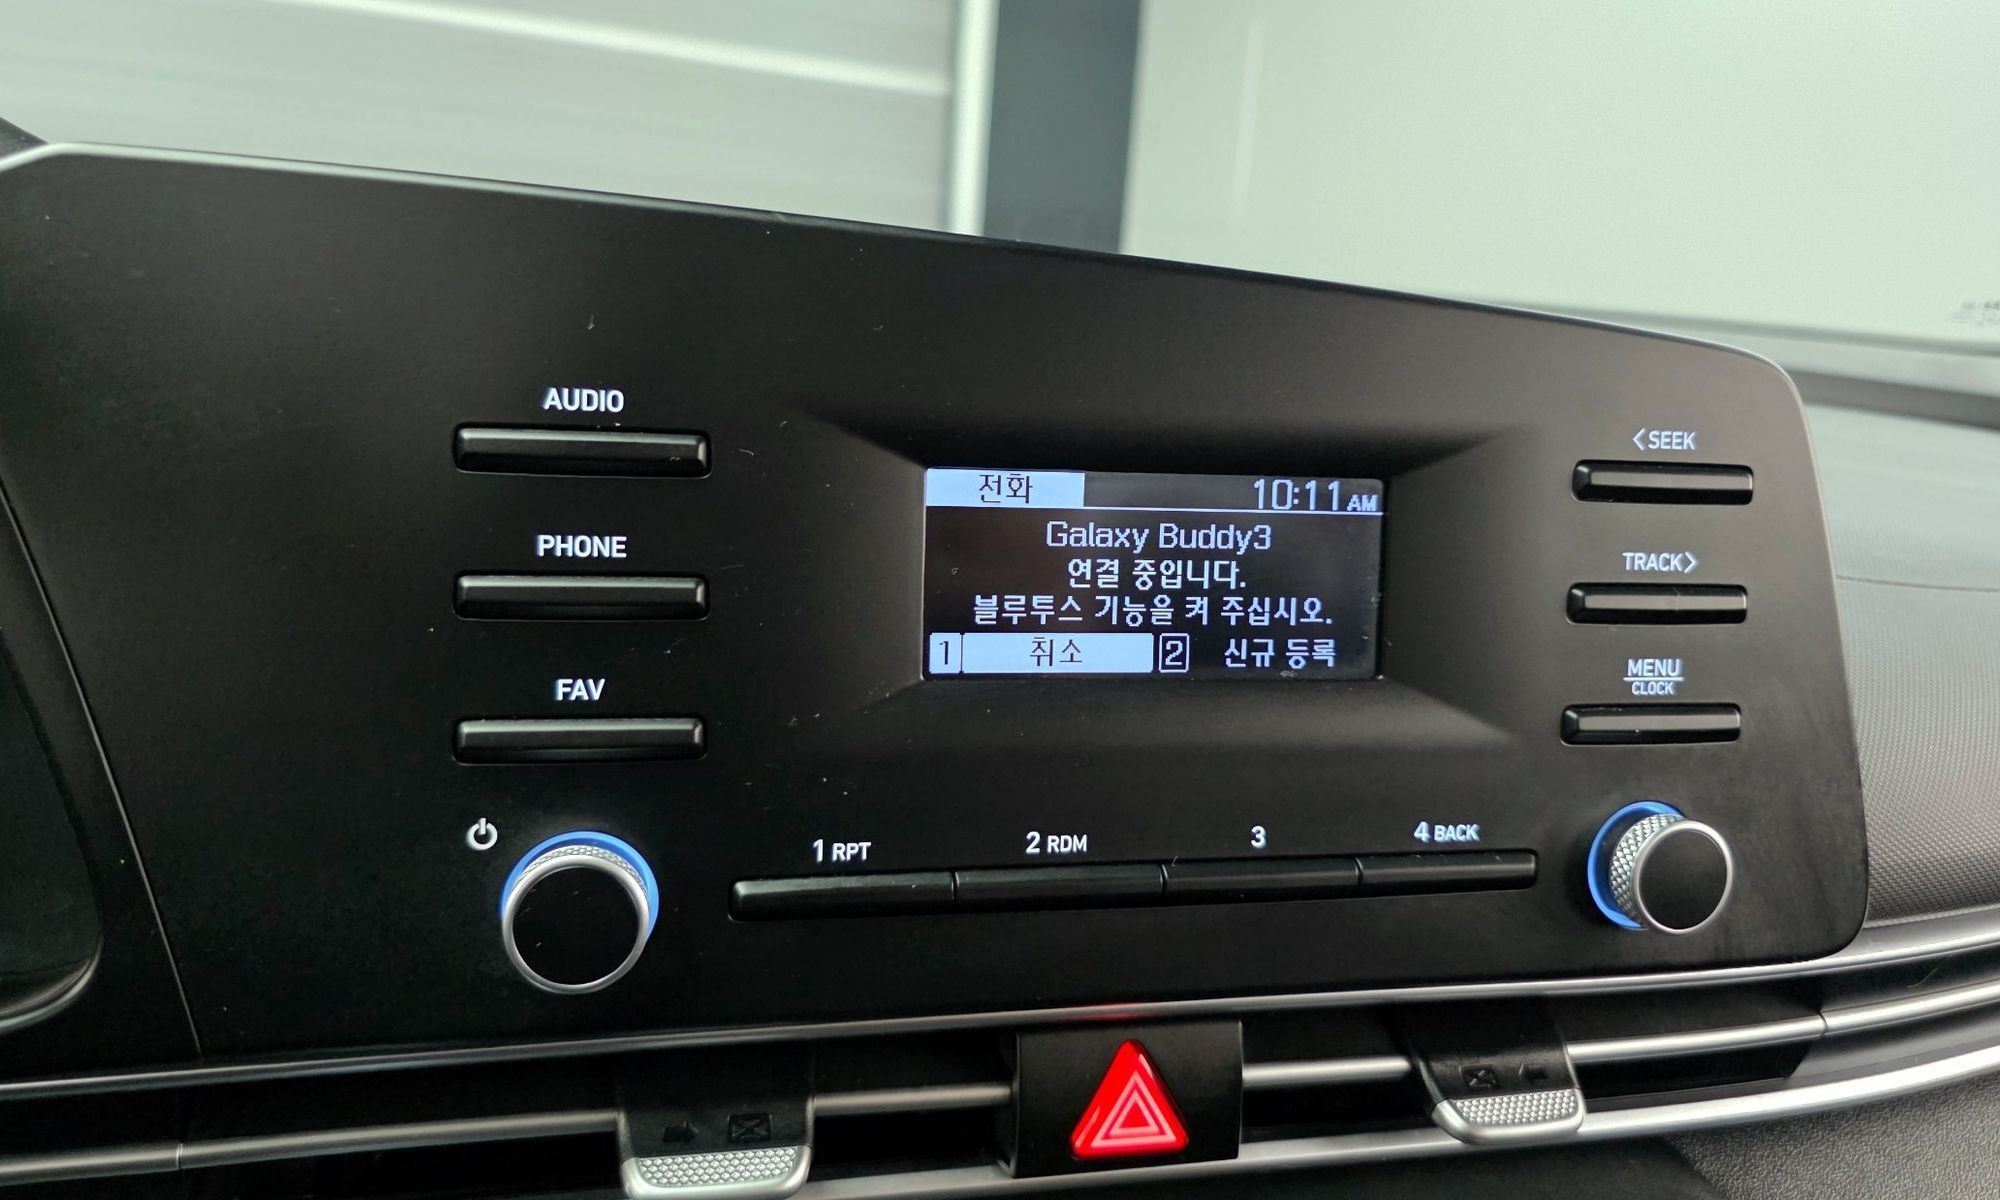 AUDIO
PHONE
FAV
전화 10:11 AM
Galaxy Buddy3
연결 중입니다.
블루투스 기능을 켜 주십시오.
1 취소 2 신규 등록
<SEEK
TRACK>
MENU
CLOCK
1 RPT 2 RDM 3 4 BACK